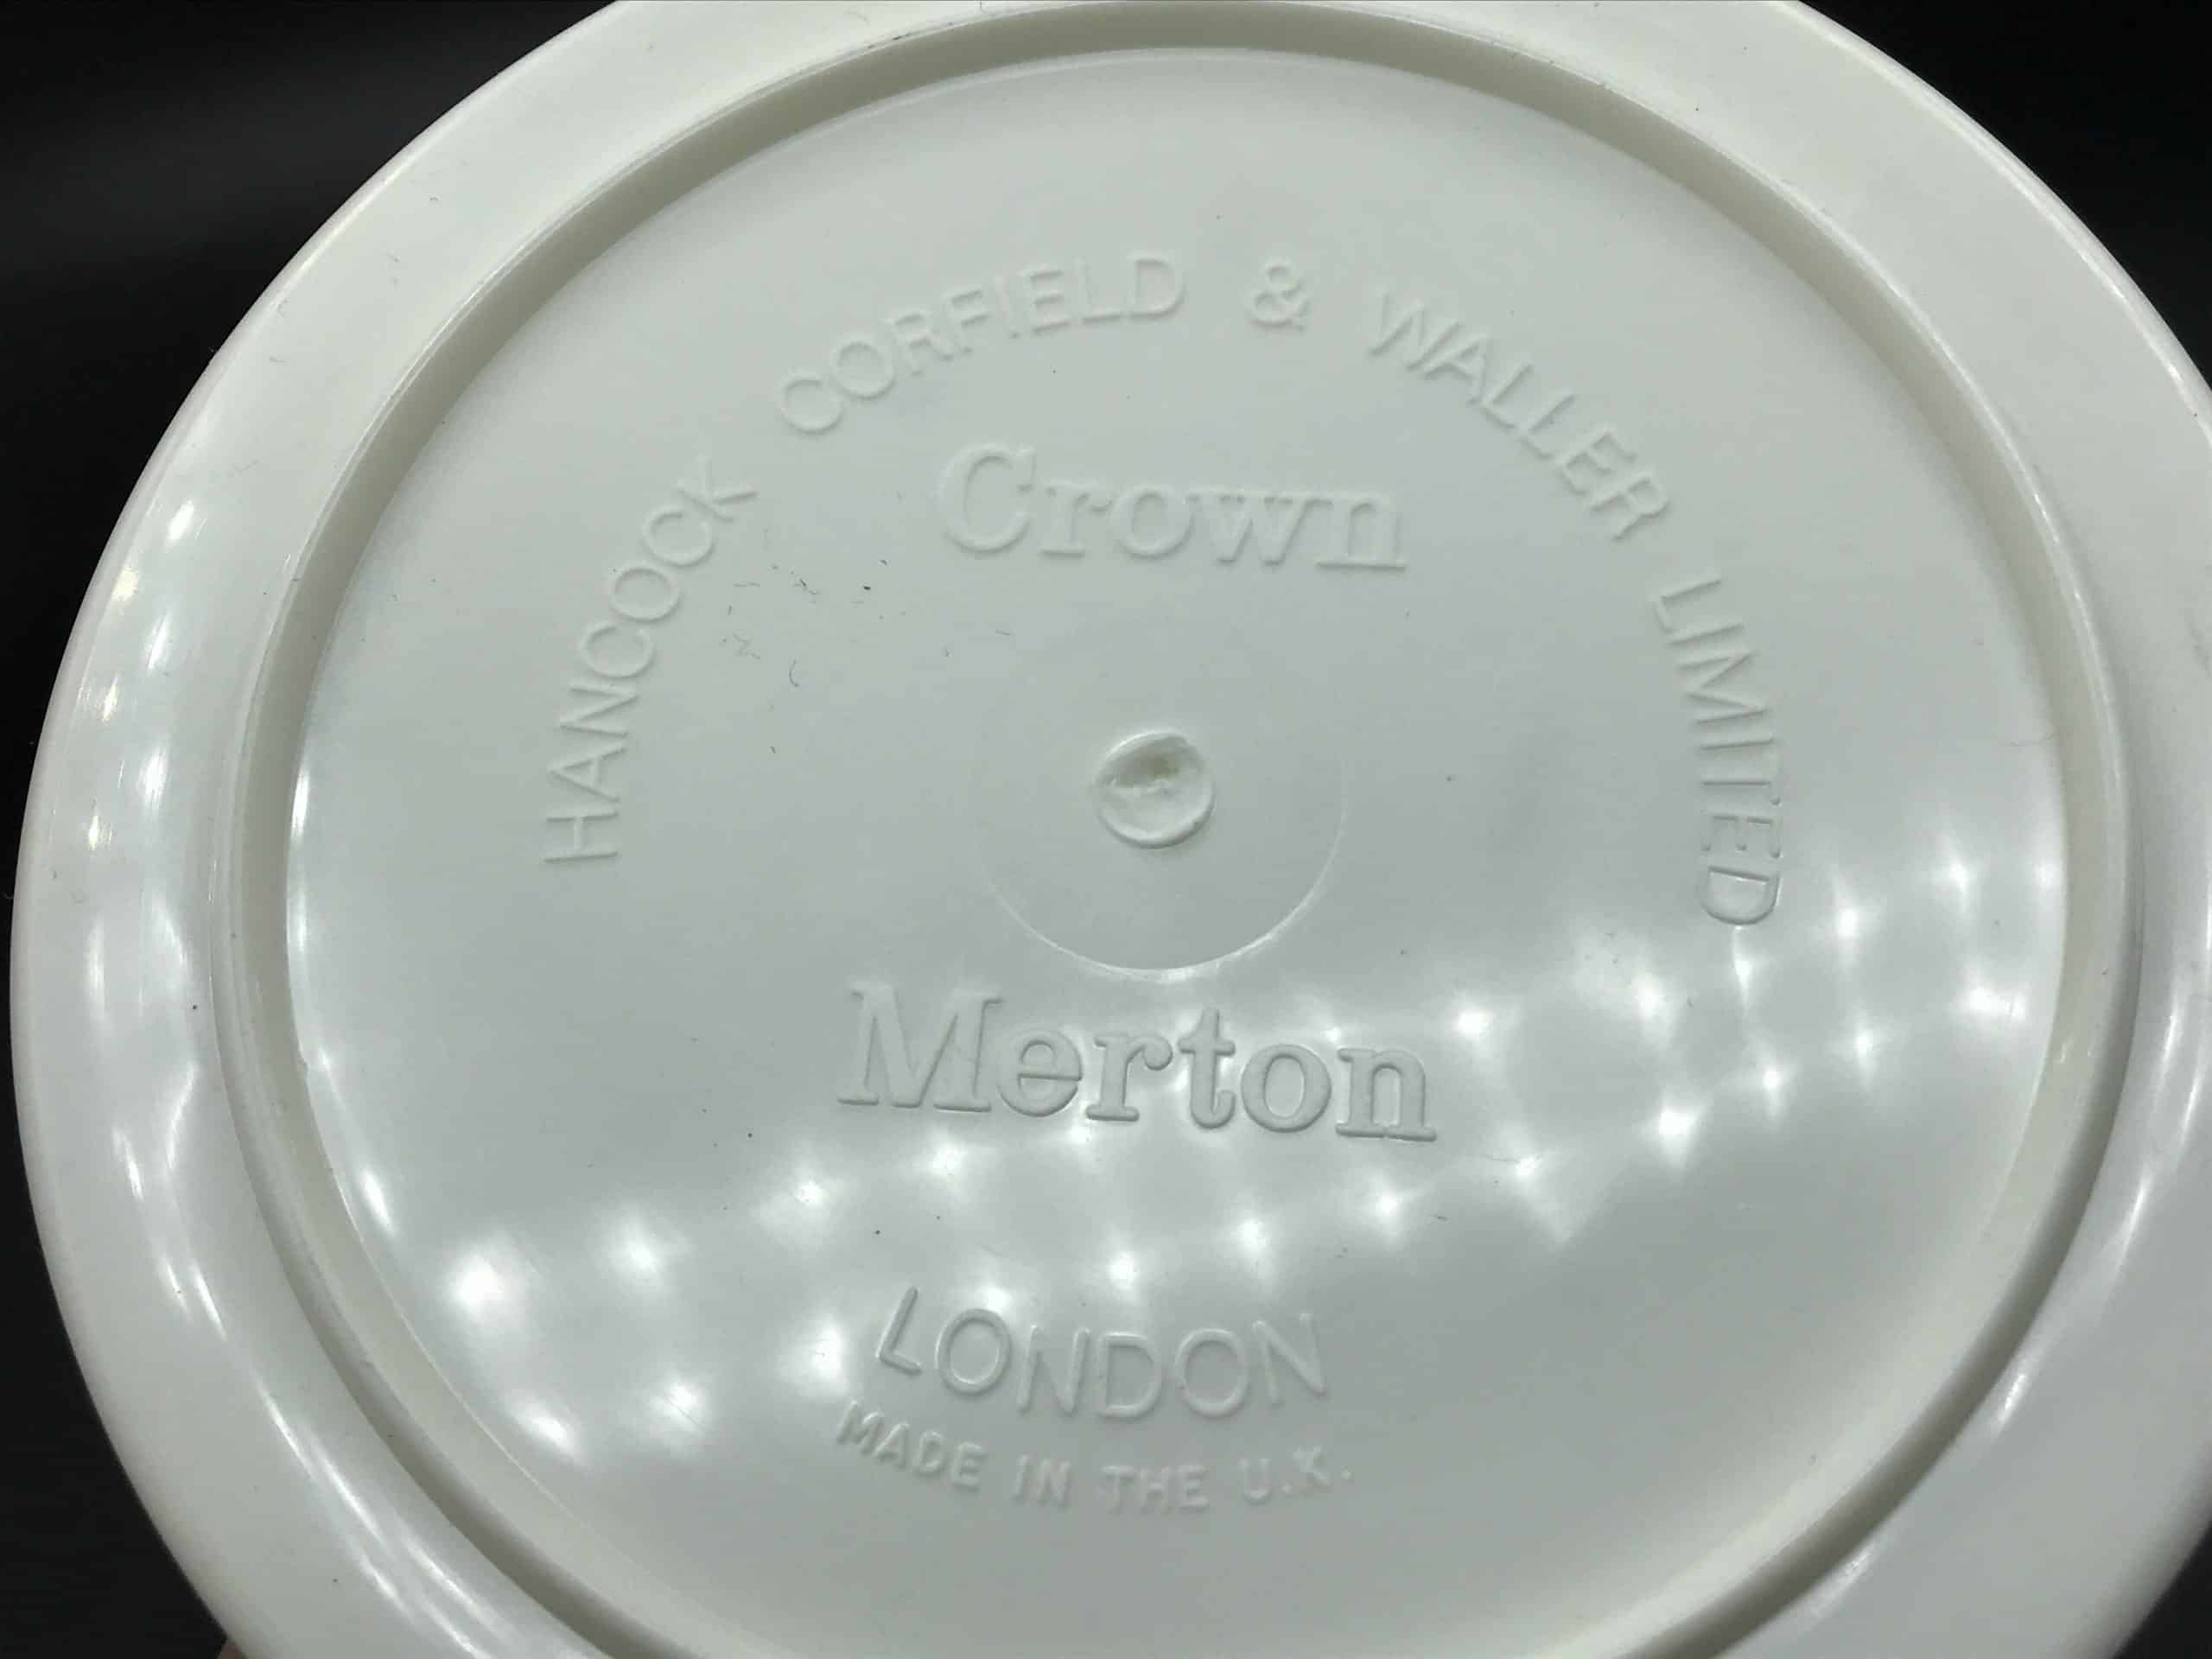 HANCOCK CORFIELD & WALLER LIMITED
Crown
Merton
LONDON
MADE IN THE U.K.